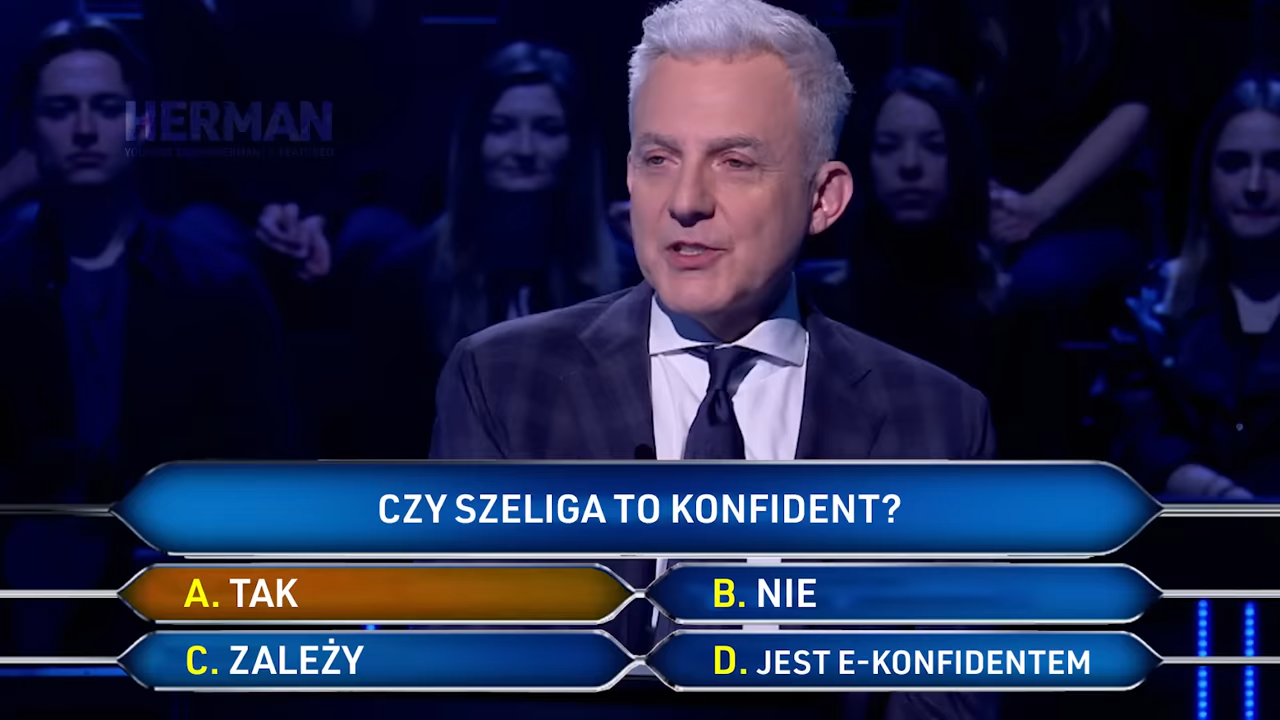 HERMAN
CZY SZELIGA TO KONFIDENT?
A. TAK
B. NIE
C. ZALEŻY
D. JEST E-KONFIDENTEM